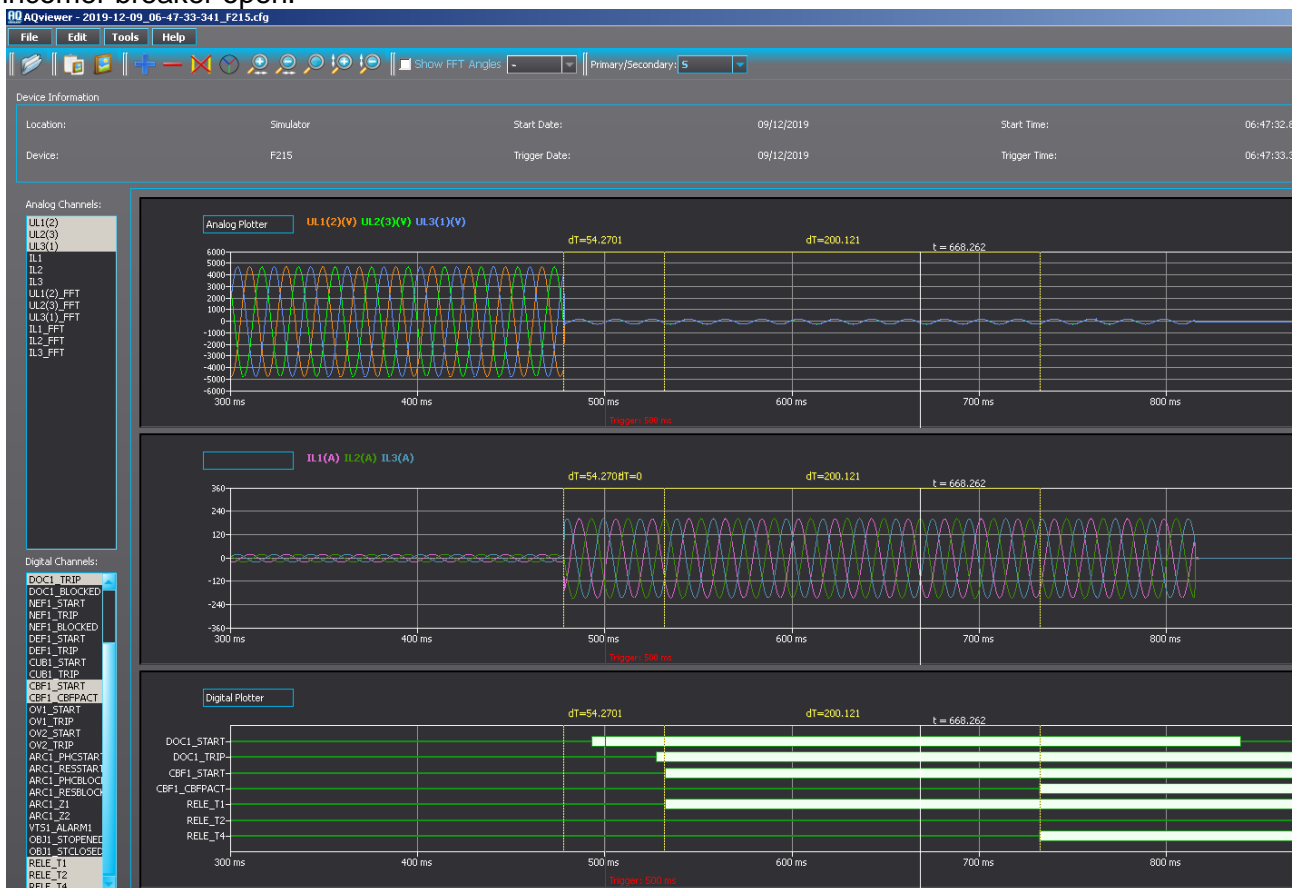 incomer breaker open.
AQviewer - 2019-12-09_06-47-33-341_F215.cfg
File Edit Tools Help
Show FFT Angles - Primary/Secondary: S
Device Information
Location: Simulator Start Date: 09/12/2019 Start Time: 06:47:32.8
Device: F215 Trigger Date: 09/12/2019 Trigger Time: 06:47:33.3
Analog Channels:
UL1(2)
UL2(3)
UL3(1)
IL1
IL2
IL3
UL1(2)_FFT
UL2(3)_FFT
UL3(1)_FFT
IL1_FFT
IL2_FFT
IL3_FFT
Analog Plotter UL1(2)(V) UL2(3)(V) UL3(1)(V)
dT=54.2701 dT=200.121 t = 668.262
6000
5000
4000
3000
2000
1000
0
-1000
-2000
-3000
-4000
-5000
-6000
300 ms 400 ms 500 ms 600 ms 700 ms 800 ms
Trigger: 500 ms
IL1(A) IL2(A) IL3(A)
dT=54.2701 dT=0 dT=200.121 t = 668.262
360
240
120
0
-120
-240
-360
300 ms 400 ms 500 ms 600 ms 700 ms 800 ms
Trigger: 500 ms
Digital Channels:
DOC1_TRIP
DOC1_BLOCKED
NEF1_START
NEF1_TRIP
NEF1_BLOCKED
DEF1_START
DEF1_TRIP
CUB1_START
CUB1_TRIP
CBF1_START
CBF1_CBFPACT
OV1_START
OV1_TRIP
OV2_START
OV2_TRIP
ARC1_PHCSTAR
ARC1_RESSTART
ARC1_PHCBLOC
ARC1_RESBLOCK
ARC1_Z1
ARC1_Z2
VTS1_ALARM1
OBJ1_STOPENED
OBJ1_STCLOSED
RELE_T1
RELE_T2
RELE_T4
Digital Plotter
dT=54.2701 dT=200.121 t = 668.262
DOC1_START
DOC1_TRIP
CBF1_START
CBF1_CBFPACT
RELE_T1
RELE_T2
RELE_T4
300 ms 400 ms 500 ms 600 ms 700 ms 800 ms
Trigger: 500 ms